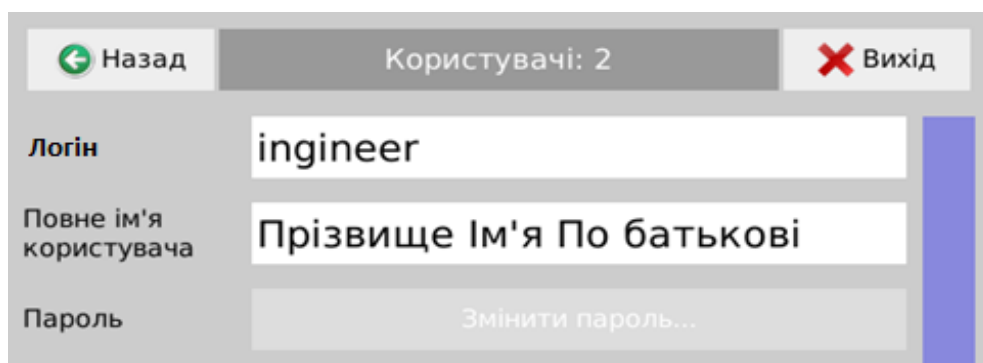 Назад Користувачі: 2 Вихід
Логін ingineer
Повне ім'я
користувача
Прізвище Ім'я По батькові
Пароль Змінити пароль...